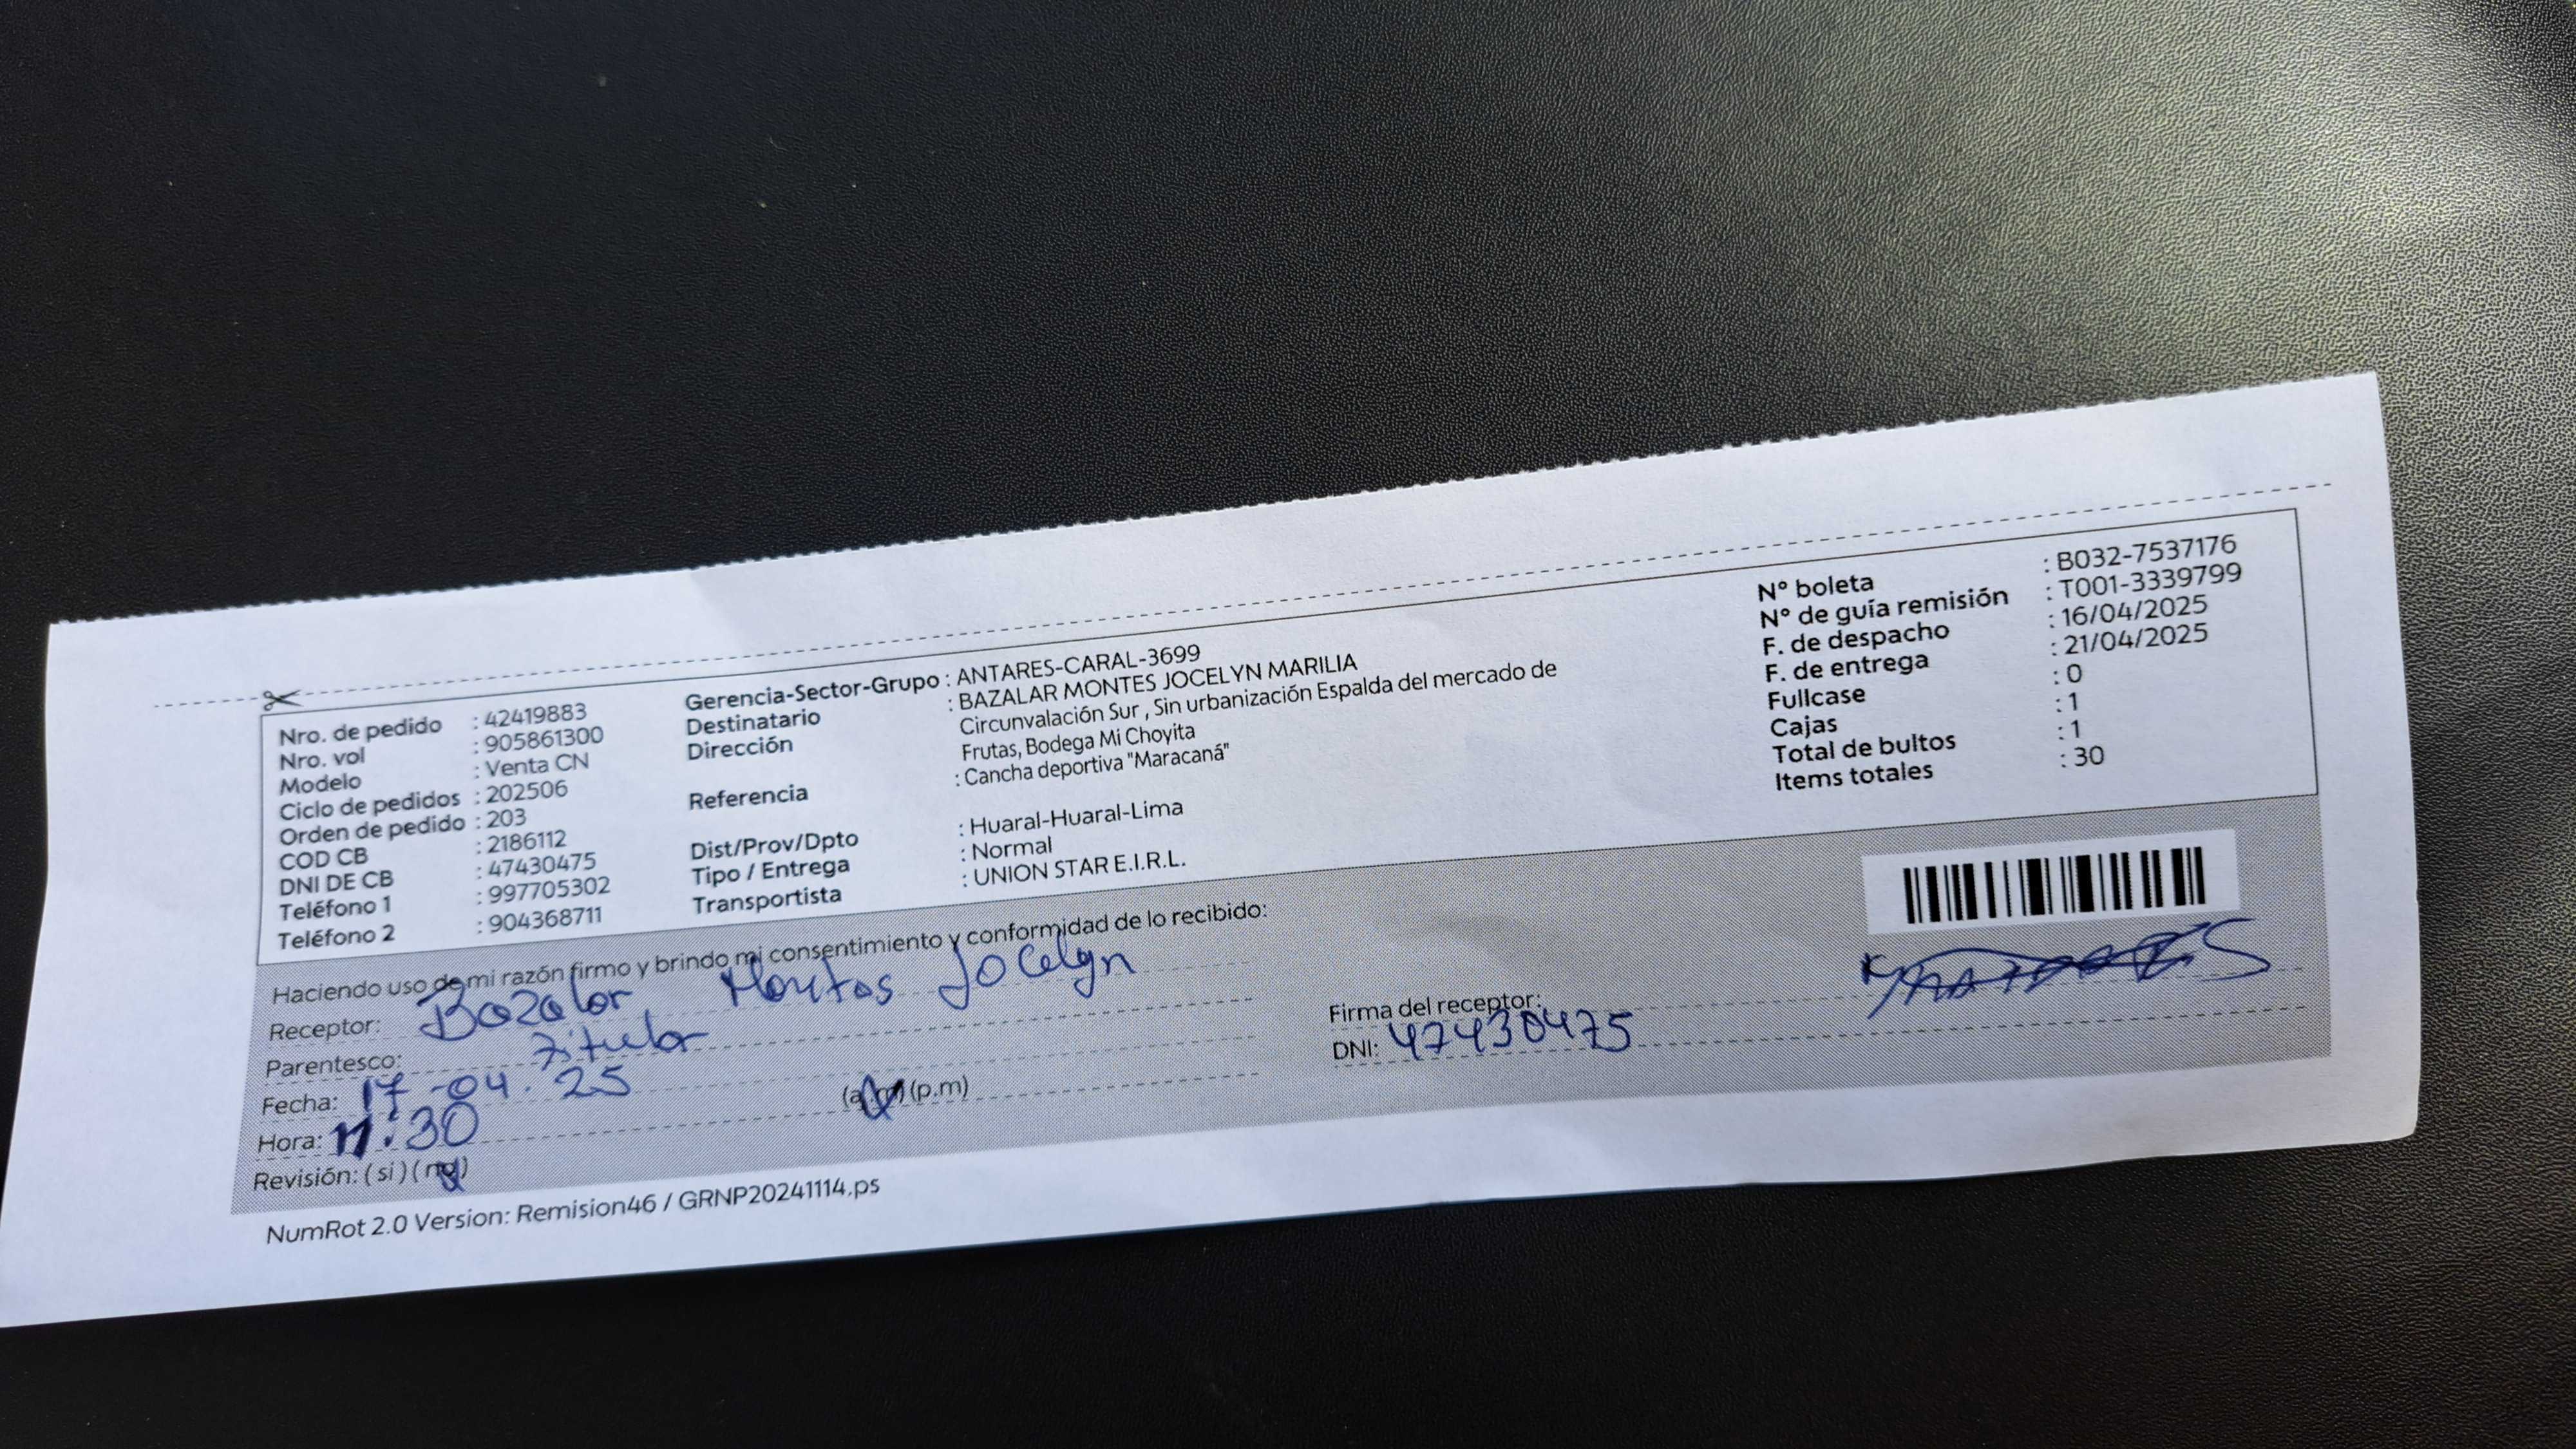 Nro. de pedido : 42419883
Nro. vol : 905861300
Modelo : Venta CN
Ciclo de pedidos : 202506
Orden de pedido : 203
COD CB : 2186112
DNI DE CB : 47430475
Teléfono 1 : 997705302
Teléfono 2 : 904368711
Gerencia-Sector-Grupo : ANTARES-CARAL-3699
Destinatario : BAZALAR MONTES JOCELYN MARILIA
Dirección Circunvalación Sur , Sin urbanización Espalda del mercado de
Frutas, Bodega Mi Choyita
Referencia : Cancha deportiva "Maracaná"
Dist/Prov/Dpto : Huaral-Huaral-Lima
Tipo / Entrega : Normal
Transportista : UNION STAR E.I.R.L.
N° boleta : B032-7537176
N° de guía remisión : T001-3339799
F. de despacho : 16/04/2025
F. de entrega : 21/04/2025
Fullcase : 0
Cajas : 1
Total de bultos : 1
Items totales : 30
Haciendo uso de mi razón firmo y brindo mi consentimiento y conformidad de lo recibido:
Receptor: Bazalar Montes Jocelyn
Parentesco: titular
Fecha: 17-04.25
Hora: 11:30 (a.m) (p.m)
Revisión: ( si ) ( no )
Firma del receptor:
DNI: 47430475
NumRot 2.0 Version: Remision46 / GRNP20241114.ps